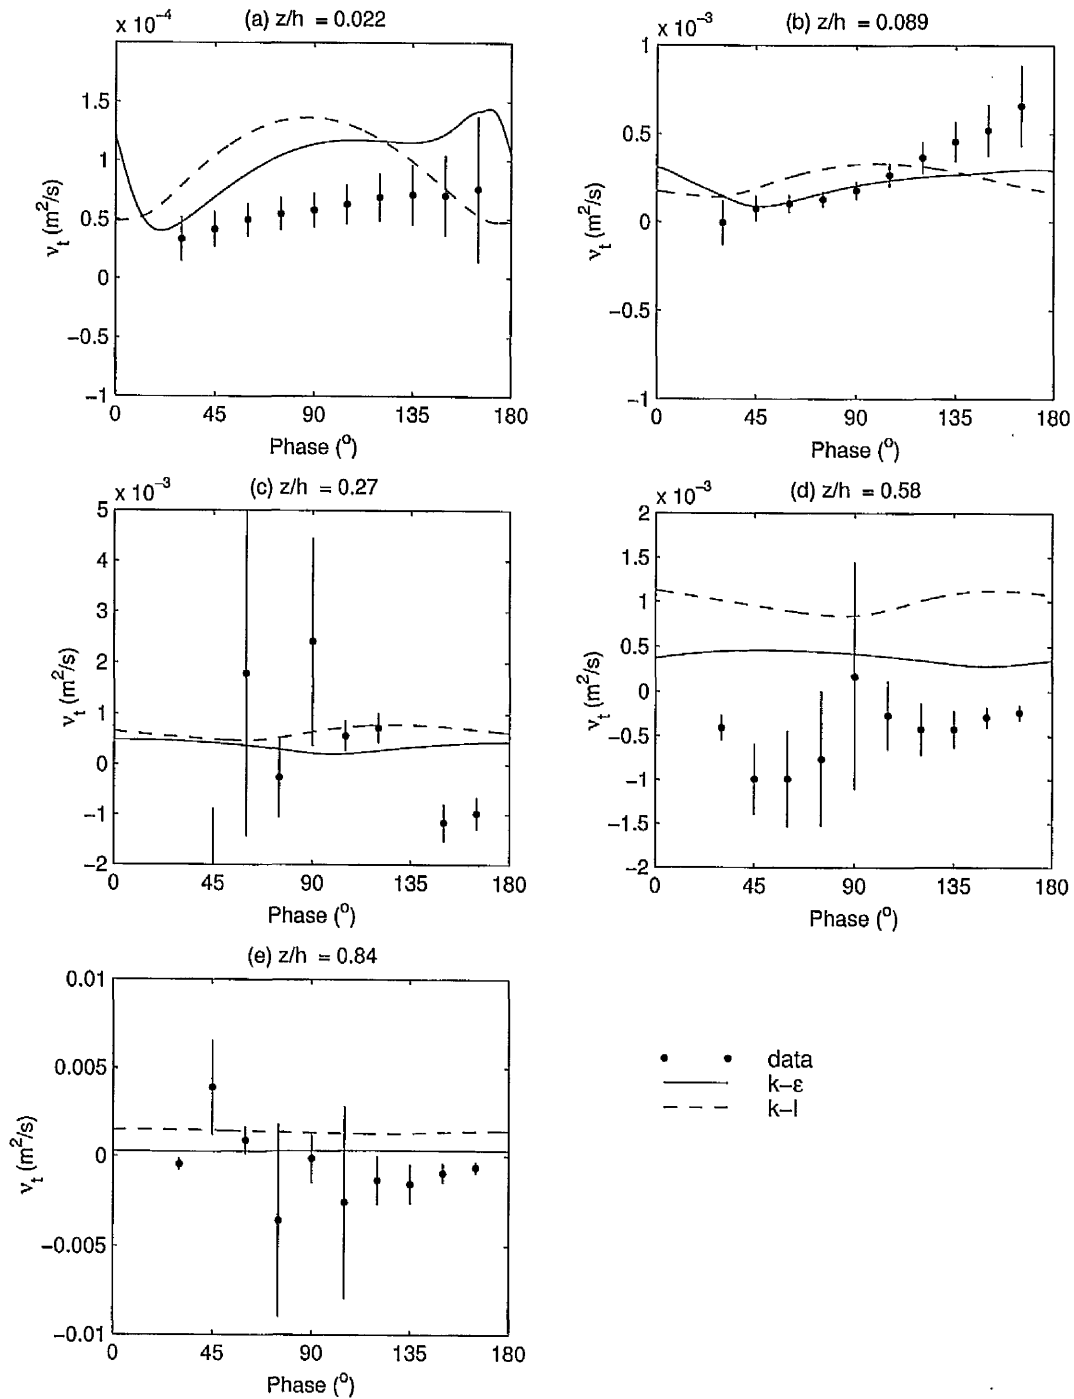 x 10⁻⁴
(a) z/h = 0.022
1.5
1
0.5
0
−0.5
−1
νt (m²/s)
0 45 90 135 180
Phase (°)
x 10⁻³
(b) z/h = 0.089
1
0.5
0
−0.5
−1
νt (m²/s)
0 45 90 135 180
Phase (°)
x 10⁻³
(c) z/h = 0.27
5
4
3
2
1
0
−1
−2
νt (m²/s)
0 45 90 135 180
Phase (°)
x 10⁻³
(d) z/h = 0.58
2
1.5
1
0.5
0
−0.5
−1
−1.5
−2
νt (m²/s)
0 45 90 135 180
Phase (°)
(e) z/h = 0.84
0.01
0.005
0
−0.005
−0.01
νt (m²/s)
0 45 90 135 180
Phase (°)
data
k−ε
k−l